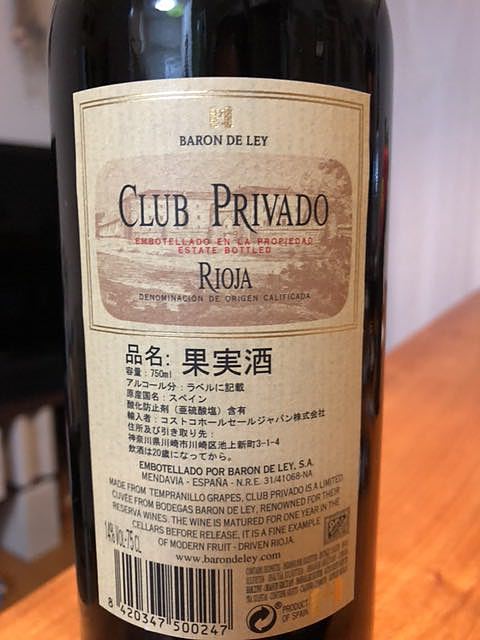 BARON DE LEY
CLUB PRIVADO
EMBOTELLADO EN LA PROPIEDAD
ESTATE BOTTLED
RIOJA
DENOMINACIÓN DE ORIGEN CALIFICADA
品名: 果実酒
容量：750ml
アルコール分：ラベルに記載
原産国名：スペイン
酸化防止剤（亜硫酸塩）含有
輸入者：コストコホールセールジャパン株式会社
住所及び引き取り先：
神奈川県川崎市川崎区池上新町3-1-4
飲酒は20歳になってから。
EMBOTELLADO POR BARON DE LEY, S.A.
MENDAVIA - ESPAÑA - N.R.E. 31/41068-NA
MADE FROM TEMPRANILLO GRAPES, CLUB PRIVADO IS A LIMITED
CUVÉE FROM BODEGAS BARON DE LEY, RENOWNED FOR THEIR
RESERVA WINES. THE WINE IS MATURED FOR ONE YEAR IN THE
CELLARS BEFORE RELEASE. IT IS A FINE EXAMPLE
OF MODERN FRUIT - DRIVEN RIOJA.
www.barondeley.com
14% VOL-75 CL
8 420347 500247
PRODUCT
OF SPAIN